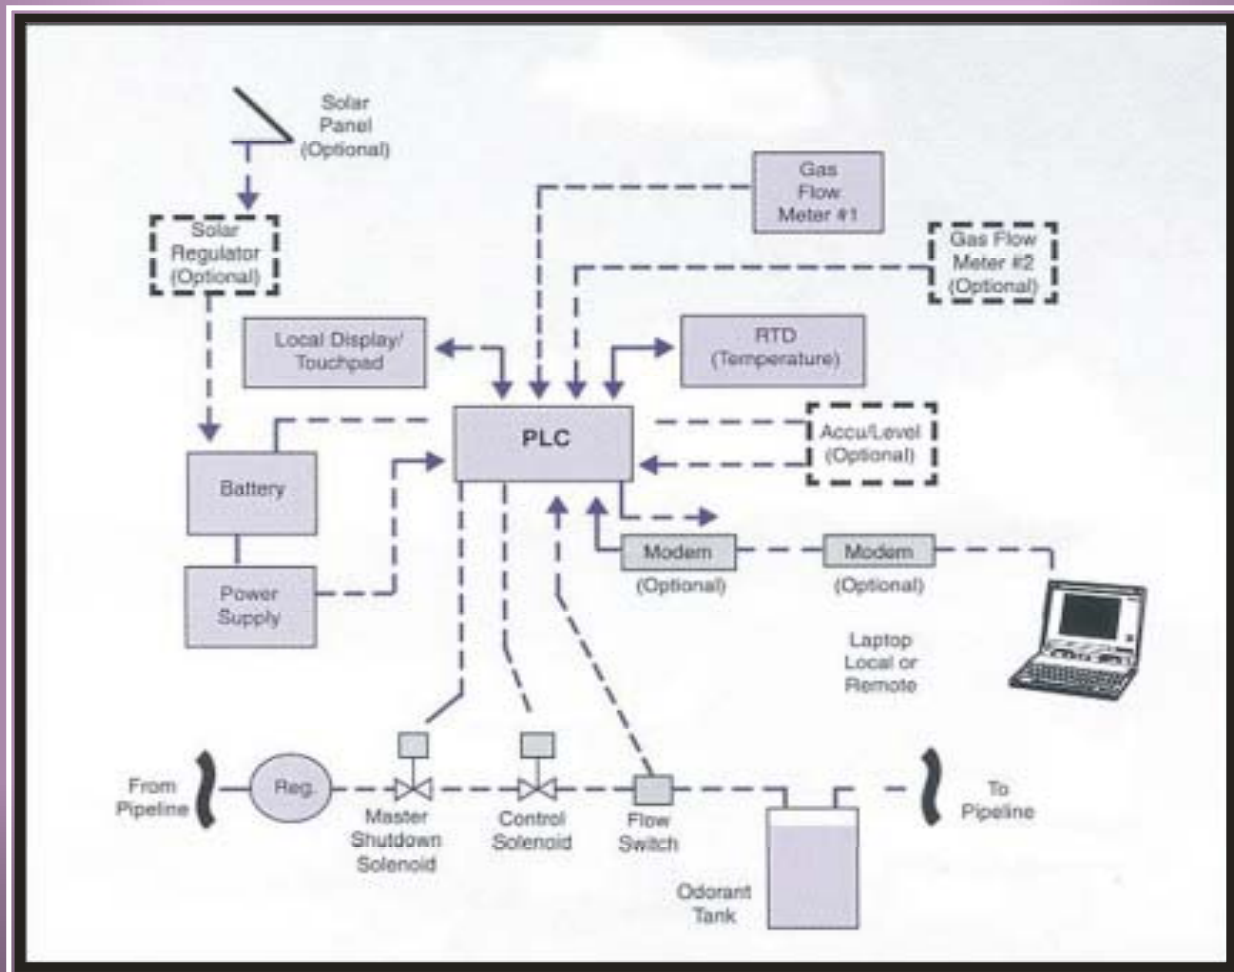 Solar
Panel
(Optional)
Gas
Flow
Meter #1
Solar
Regulator
(Optional)
Gas Flow
Meter #2
(Optional)
Local Display/
Touchpad
RTD
(Temperature)
PLC
Accu/Level
(Optional)
Battery
Modem
(Optional)
Modem
(Optional)
Power
Supply
Laptop
Local or
Remote
From
Pipeline
Reg.
Master
Shutdown
Solenoid
Control
Solenoid
Flow
Switch
To
Pipeline
Odorant
Tank